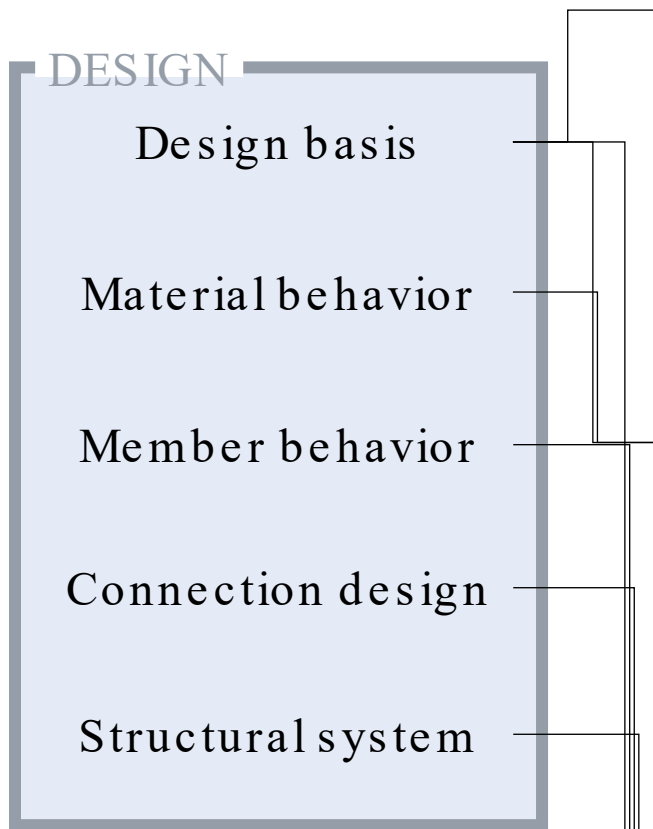 DESIGN
Design basis
Material behavior
Member behavior
Connection design
Structural system